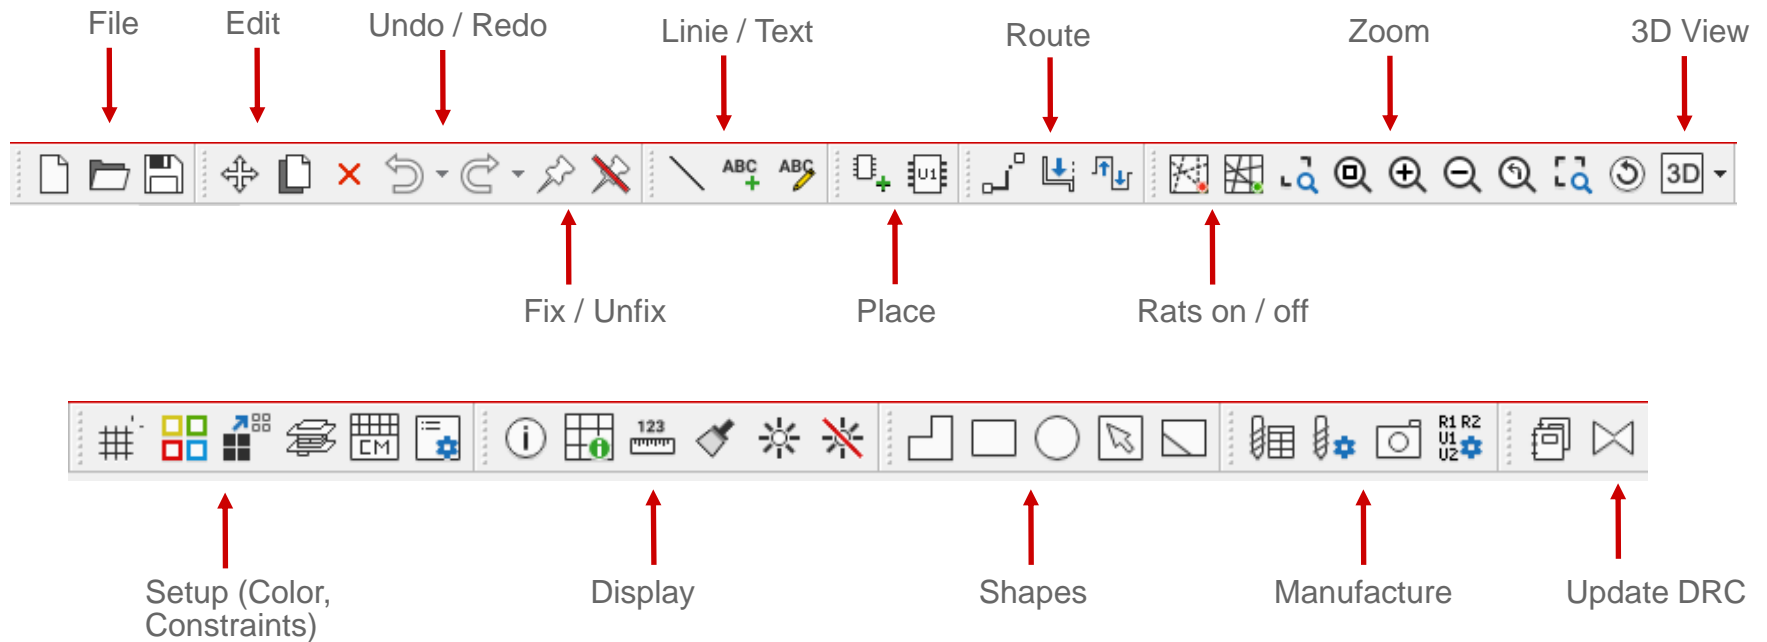 File
Edit
Undo / Redo
Linie / Text
Route
Zoom
3D View
ABC
ABC
U1
3D
Fix / Unfix
Place
Rats on / off
CM
123
R1 R2
U1
U2
Setup (Color,
Constraints)
Display
Shapes
Manufacture
Update DRC